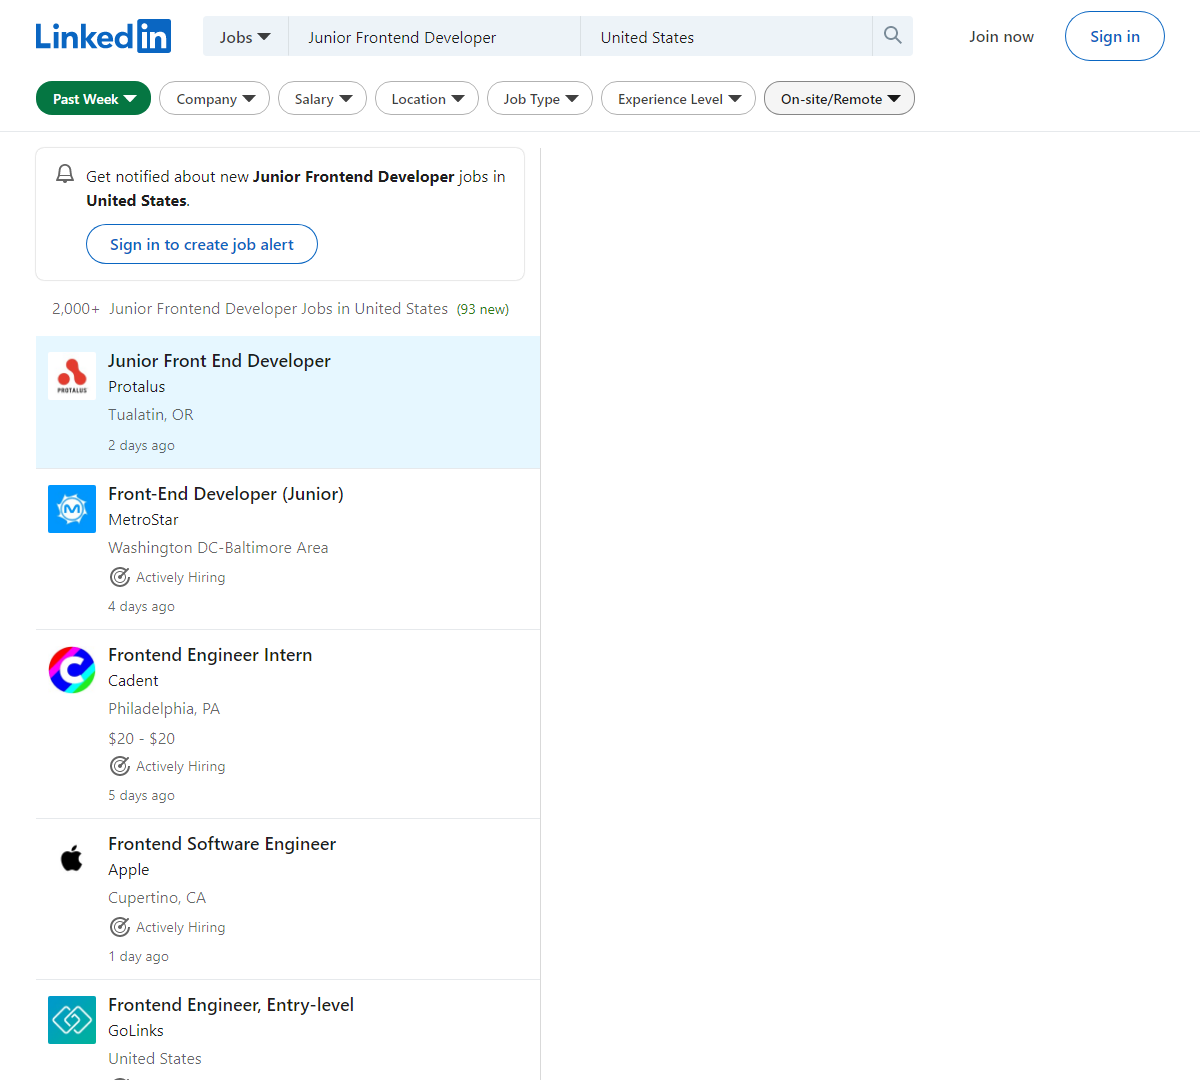 Linkedin
Jobs
Junior Frontend Developer
United States
Join now
Sign in
Past Week
Company
Salary
Location
Job Type
Experience Level
On-site/Remote
Get notified about new Junior Frontend Developer jobs in
United States.
Sign in to create job alert
2,000+ Junior Frontend Developer Jobs in United States (93 new)
PROTALUS
Junior Front End Developer
Protalus
Tualatin, OR
2 days ago
Front-End Developer (Junior)
MetroStar
Washington DC-Baltimore Area
Actively Hiring
4 days ago
Frontend Engineer Intern
Cadent
Philadelphia, PA
$20 - $20
Actively Hiring
5 days ago
Frontend Software Engineer
Apple
Cupertino, CA
Actively Hiring
1 day ago
Frontend Engineer, Entry-level
GoLinks
United States